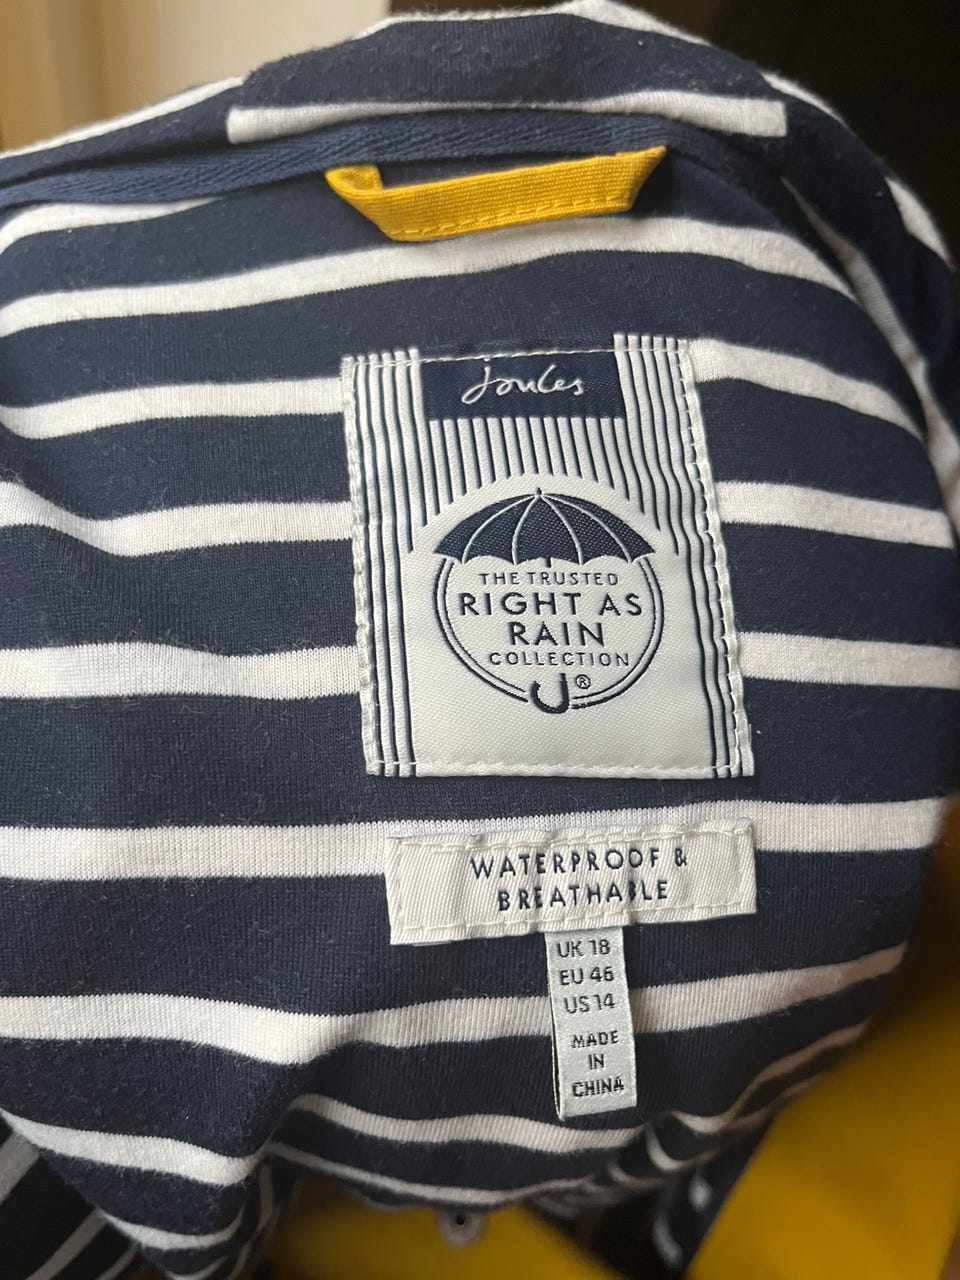 Joules
THE TRUSTED
RIGHT AS
RAIN
COLLECTION
®
WATERPROOF &
BREATHABLE
UK 18
EU 46
US 14
MADE
IN
CHINA